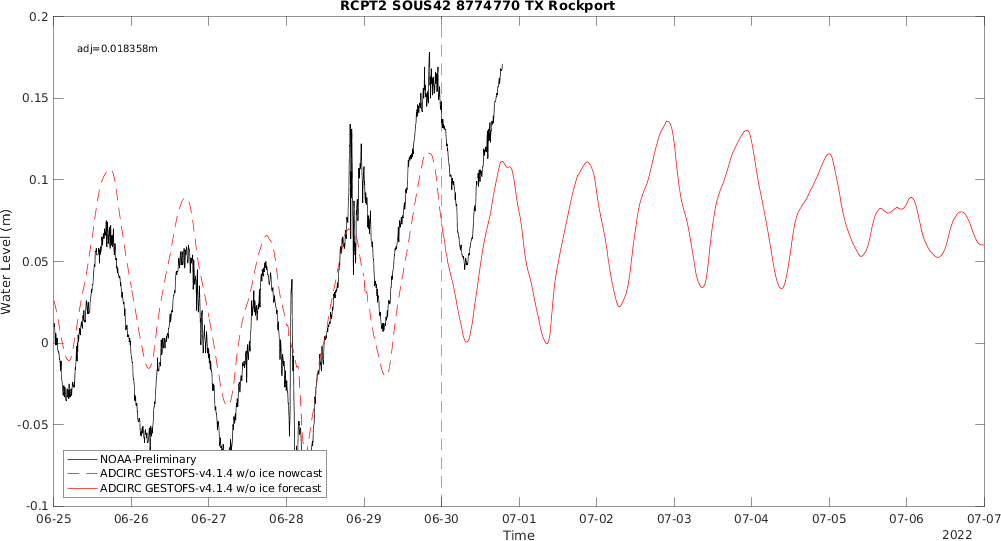 RCPT2 SOUS42 8774770 TX Rockport
adj=0.018358m
0.2
0.15
0.1
0.05
0
-0.05
-0.1
Water Level (m)
NOAA-Preliminary
ADCIRC GESTOFS-v4.1.4 w/o ice nowcast
ADCIRC GESTOFS-v4.1.4 w/o ice forecast
06-25 06-26 06-27 06-28 06-29 06-30 07-01 07-02 07-03 07-04 07-05 07-06 07-07
Time
2022